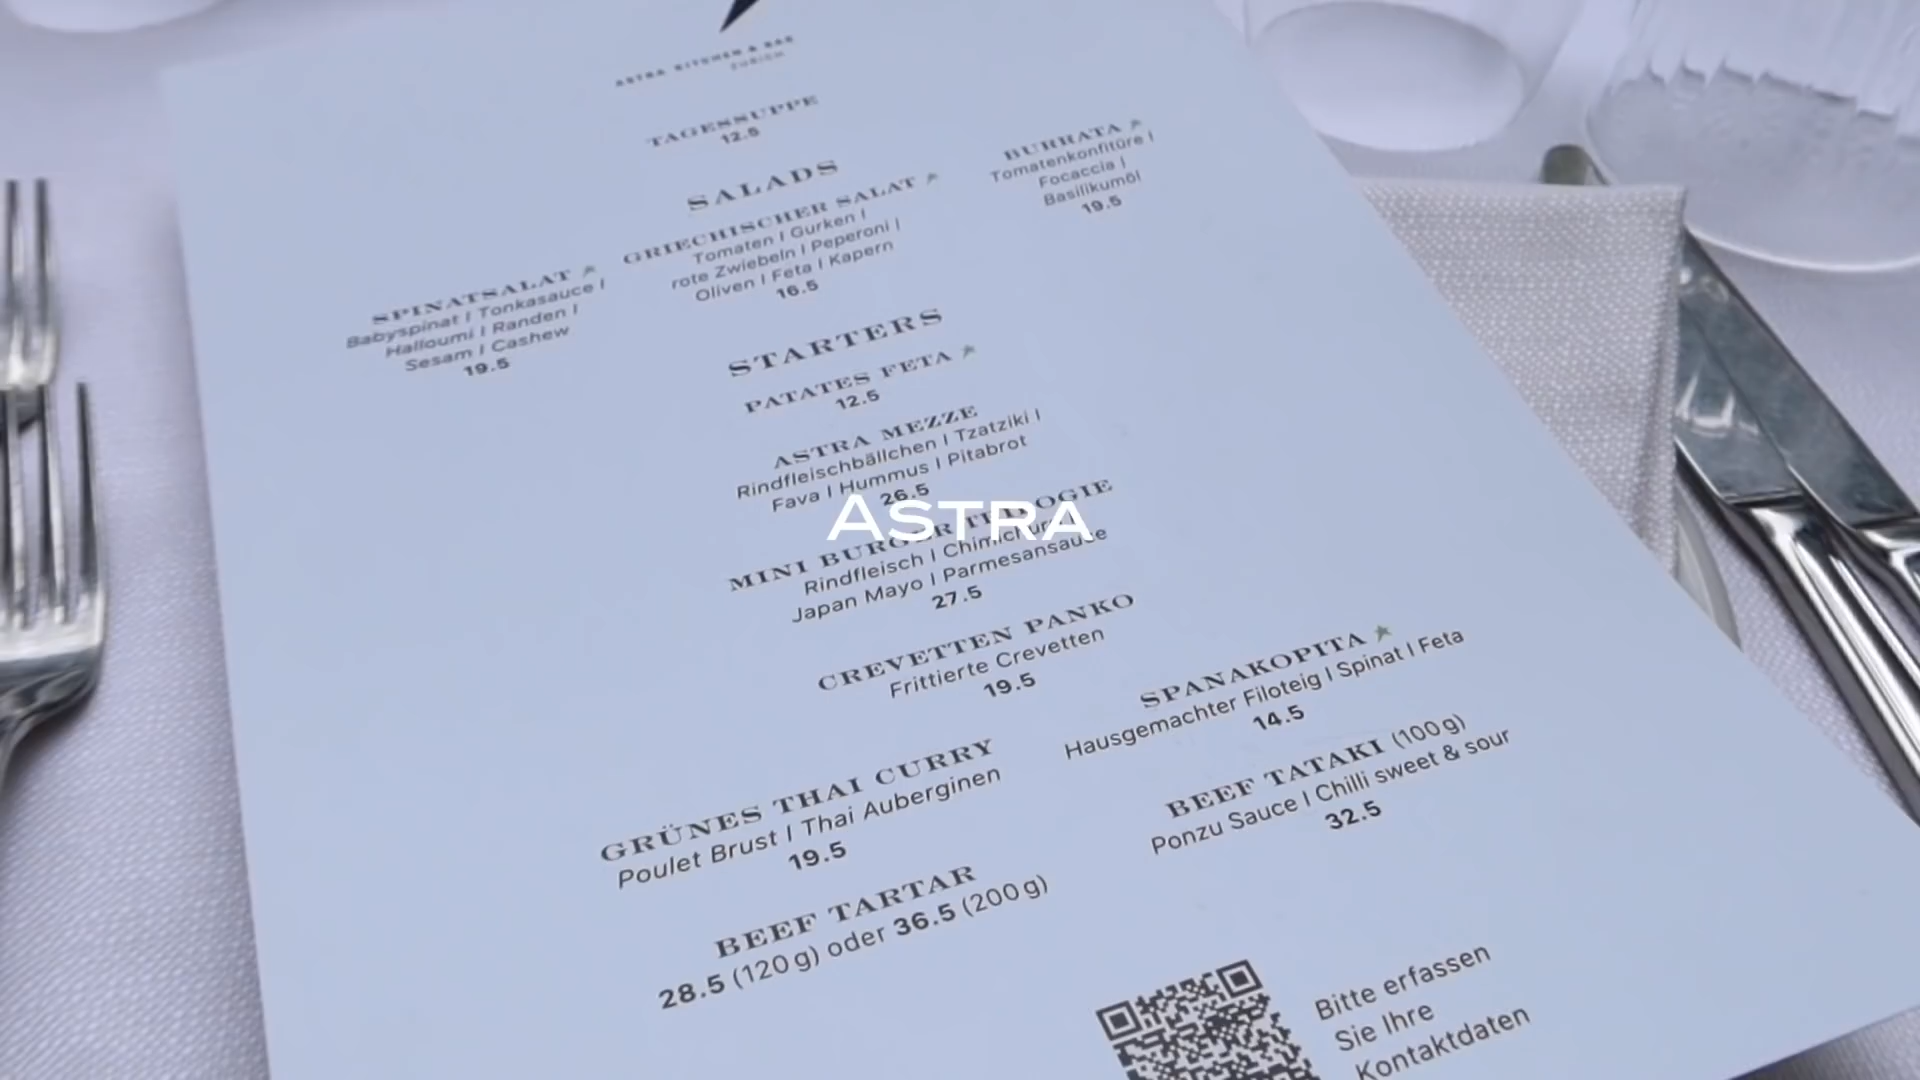 ASTRA KITCHEN & BAR
ZURICH
TAGESSUPPE
12.5
SALADS
SPINATSALAT
Babyspinat | Tonkasauce |
Halloumi | Randen |
Sesam | Cashew
19.5
GRIECHISCHER SALAT
Tomaten | Gurken |
rote Zwiebeln | Peperoni |
Oliven | Feta | Kapern
16.5
BURRATA
Tomatenkonfitüre |
Focaccia |
Basilikumöl
19.5
STARTERS
PATATES FETA
12.5
ASTRA MEZZE
Rindfleischbällchen | Tzatziki |
Fava | Hummus | Pitabrot
26.5
ASTRA
MINI BURGER TRILOGIE
Rindfleisch | Chimichurri |
Japan Mayo | Parmesansauce
27.5
CREVETTEN PANKO
Frittierte Crevetten
19.5
SPANAKOPITA
Hausgemachter Filoteig | Spinat | Feta
14.5
GRÜNES THAI CURRY
Poulet Brust | Thai Auberginen
19.5
BEEF TATAKI (100g)
Ponzu Sauce | Chilli sweet & sour
32.5
BEEF TARTAR
28.5 (120g) oder 36.5 (200g)
Bitte erfassen
Sie Ihre
Kontaktdaten